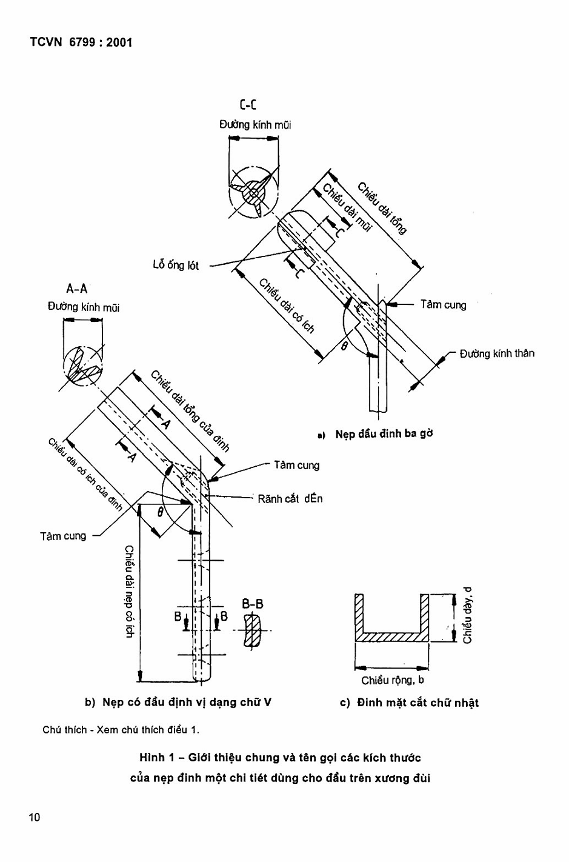 TCVN 6799 : 2001
C-C
Đường kính mũi
Chiều dài tổng
Chiều dài mũi
C
C
Lỗ ống lót
Chiều dài có ích
Tâm cung
θ
Đường kính thân
a) Nẹp đầu đinh ba gờ
A-A
Đường kính mũi
Chiều dài tổng của đinh
A
A
Chiều dài có ích của đinh
Tâm cung
Rãnh cắt dến
θ
Tâm cung
Chiều dài nẹp có ích
B-B
B
B
Chiều dày, d
Chiều rộng, b
b) Nẹp có đầu định vị dạng chữ V
c) Đinh mặt cắt chữ nhật
Chú thích - Xem chú thích điều 1.
Hình 1 – Giới thiệu chung và tên gọi các kích thước
của nẹp đinh một chi tiết dùng cho đầu trên xương đùi
10